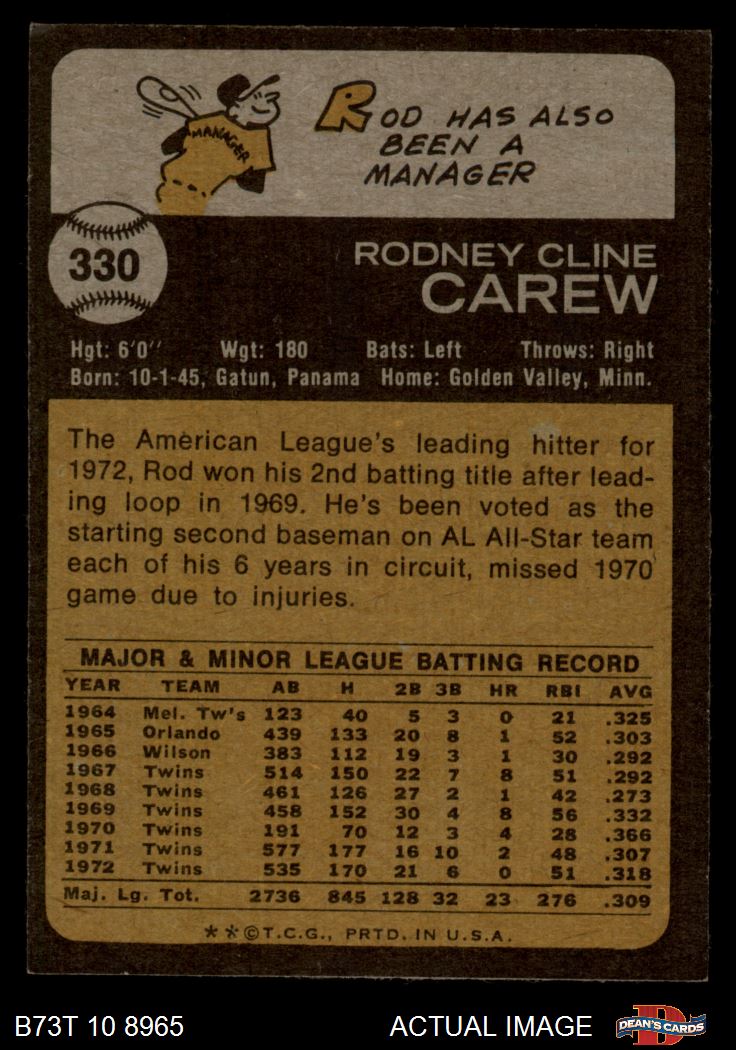 MANAGER
ROD HAS ALSO
BEEN A
MANAGER
330
RODNEY CLINE
CAREW
Hgt: 6'0" Wgt: 180 Bats: Left Throws: Right
Born: 10-1-45, Gatun, Panama Home: Golden Valley, Minn.
The American League's leading hitter for
1972, Rod won his 2nd batting title after lead-
ing loop in 1969. He's been voted as the
starting second baseman on AL All-Star team
each of his 6 years in circuit, missed 1970
game due to injuries.
MAJOR & MINOR LEAGUE BATTING RECORD
YEAR TEAM AB H 2B 3B HR RBI AVG
1964 Mel. Tw's 123 40 5 3 0 21 .325
1965 Orlando 439 133 20 8 1 52 .303
1966 Wilson 383 112 19 3 1 30 .292
1967 Twins 514 150 22 7 8 51 .292
1968 Twins 461 126 27 2 1 42 .273
1969 Twins 458 152 30 4 8 56 .332
1970 Twins 191 70 12 3 4 28 .366
1971 Twins 577 177 16 10 2 48 .307
1972 Twins 535 170 21 6 0 51 .318
Maj. Lg. Tot. 2736 845 128 32 23 276 .309
**©T.C.G., PRTD. IN U.S.A.
B73T 10 8965 ACTUAL IMAGE DEAN'S CARDS